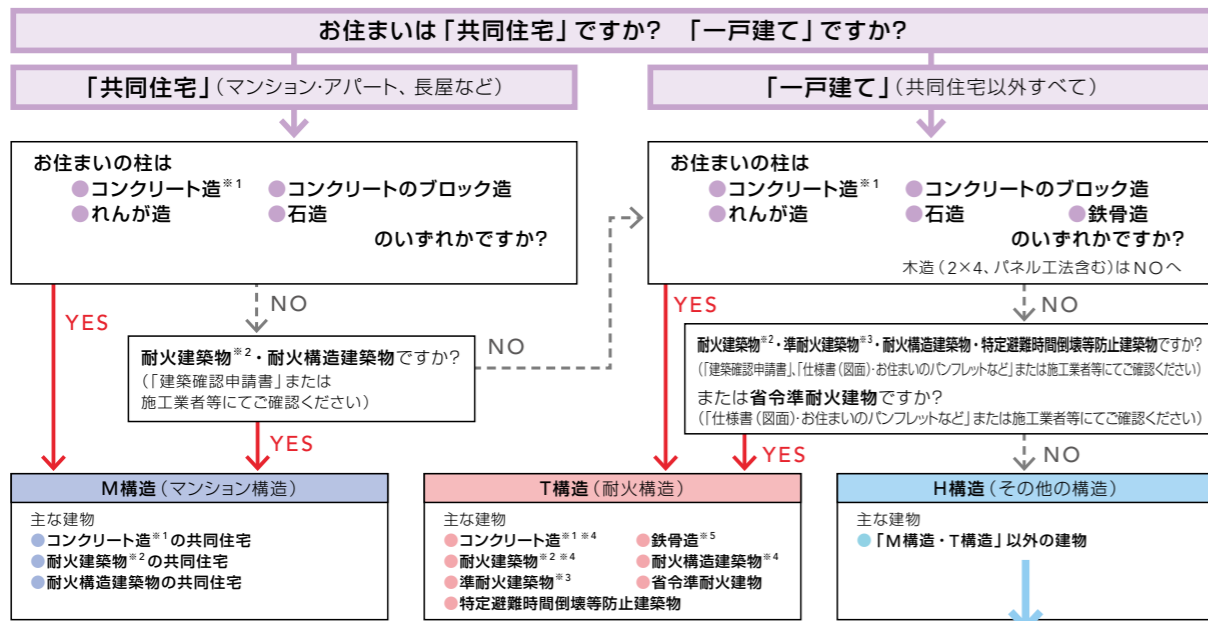 お住まいは「共同住宅」ですか? 「一戸建て」ですか?
「共同住宅」(マンション・アパート、長屋など)
お住まいの柱は
●コンクリート造※1 ●コンクリートのブロック造
●れんが造 ●石造
のいずれかですか?
YES
NO
耐火建築物※2・耐火構造建築物ですか?
(「建築確認申請書」または
施工業者等にてご確認ください)
NO
YES
「一戸建て」(共同住宅以外すべて)
お住まいの柱は
●コンクリート造※1 ●コンクリートのブロック造
●れんが造 ●石造 ●鉄骨造
のいずれかですか?
木造(2×4、パネル工法含む)はNOへ
YES
NO
耐火建築物※2・準耐火建築物※3・耐火構造建築物・特定避難時間倒壊等防止建築物ですか?
(「建築確認申請書」、「仕様書(図面)・お住まいのパンフレットなど」または施工業者等にてご確認ください)
または省令準耐火建物ですか?
(「仕様書(図面)・お住まいのパンフレットなど」または施工業者等にてご確認ください)
YES
NO
M構造(マンション構造)
主な建物
●コンクリート造※1の共同住宅
●耐火建築物※2の共同住宅
●耐火構造建築物の共同住宅
T構造(耐火構造)
主な建物
●コンクリート造※1 ※4 ●鉄骨造※5
●耐火建築物※2 ※4 ●耐火構造建築物※4
●準耐火建築物※3 ●省令準耐火建物
●特定避難時間倒壊等防止建築物
H構造(その他の構造)
主な建物
●「M構造・T構造」以外の建物